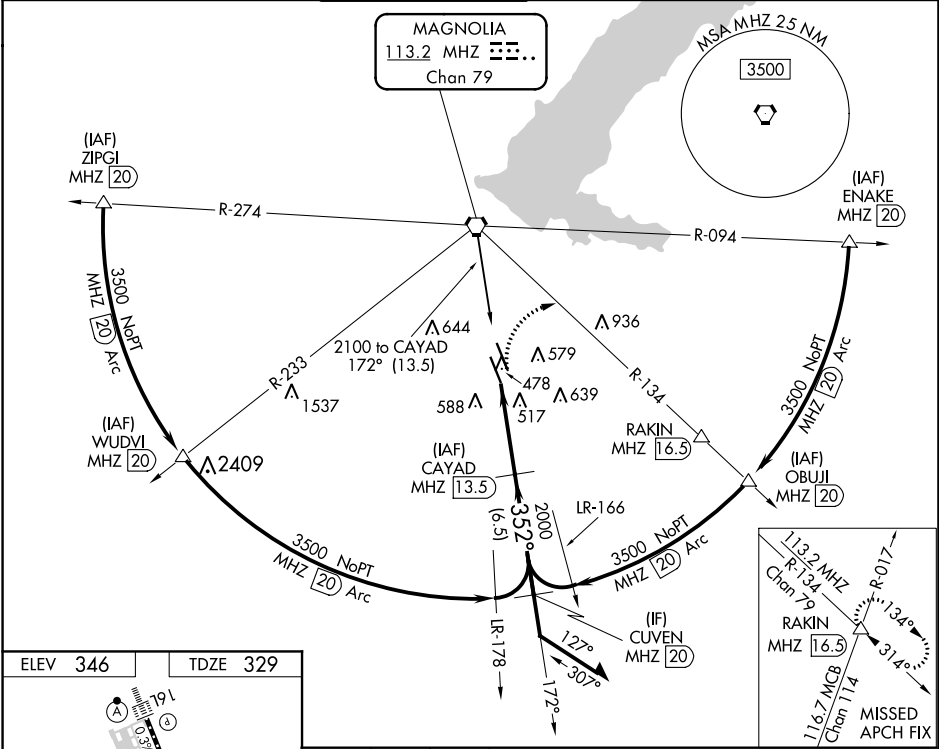 MAGNOLIA
113.2 MHZ
Chan 79
MSA MHZ 25 NM
3500
(IAF)
ZIPGI
MHZ 20
(IAF)
ENAKE
MHZ 20
R-274
R-094
3500 NoPT
MHZ 20 Arc
644
936
2100 to CAYAD
172° (13.5)
579
3500 NoPT
MHZ 20 Arc
R-233
R-134
478
1537
588
517
639
(IAF)
WUDVI
MHZ 20
2409
RAKIN
MHZ 16.5
(IAF)
CAYAD
MHZ 13.5
(IAF)
OBUJI
MHZ 20
LR-166
2000
352°
(6.5)
3500 NoPT
MHZ 20 Arc
3500 NoPT
MHZ 20 Arc
(IF)
CUVEN
MHZ 20
LR-178
127°
307°
172°
113.2 MHZ
R-134
Chan 79
R-017
RAKIN
MHZ 16.5
134°
314°
116.7 MCB
Chan 114
MISSED
APCH FIX
ELEV 346
TDZE 329
A
16L
P